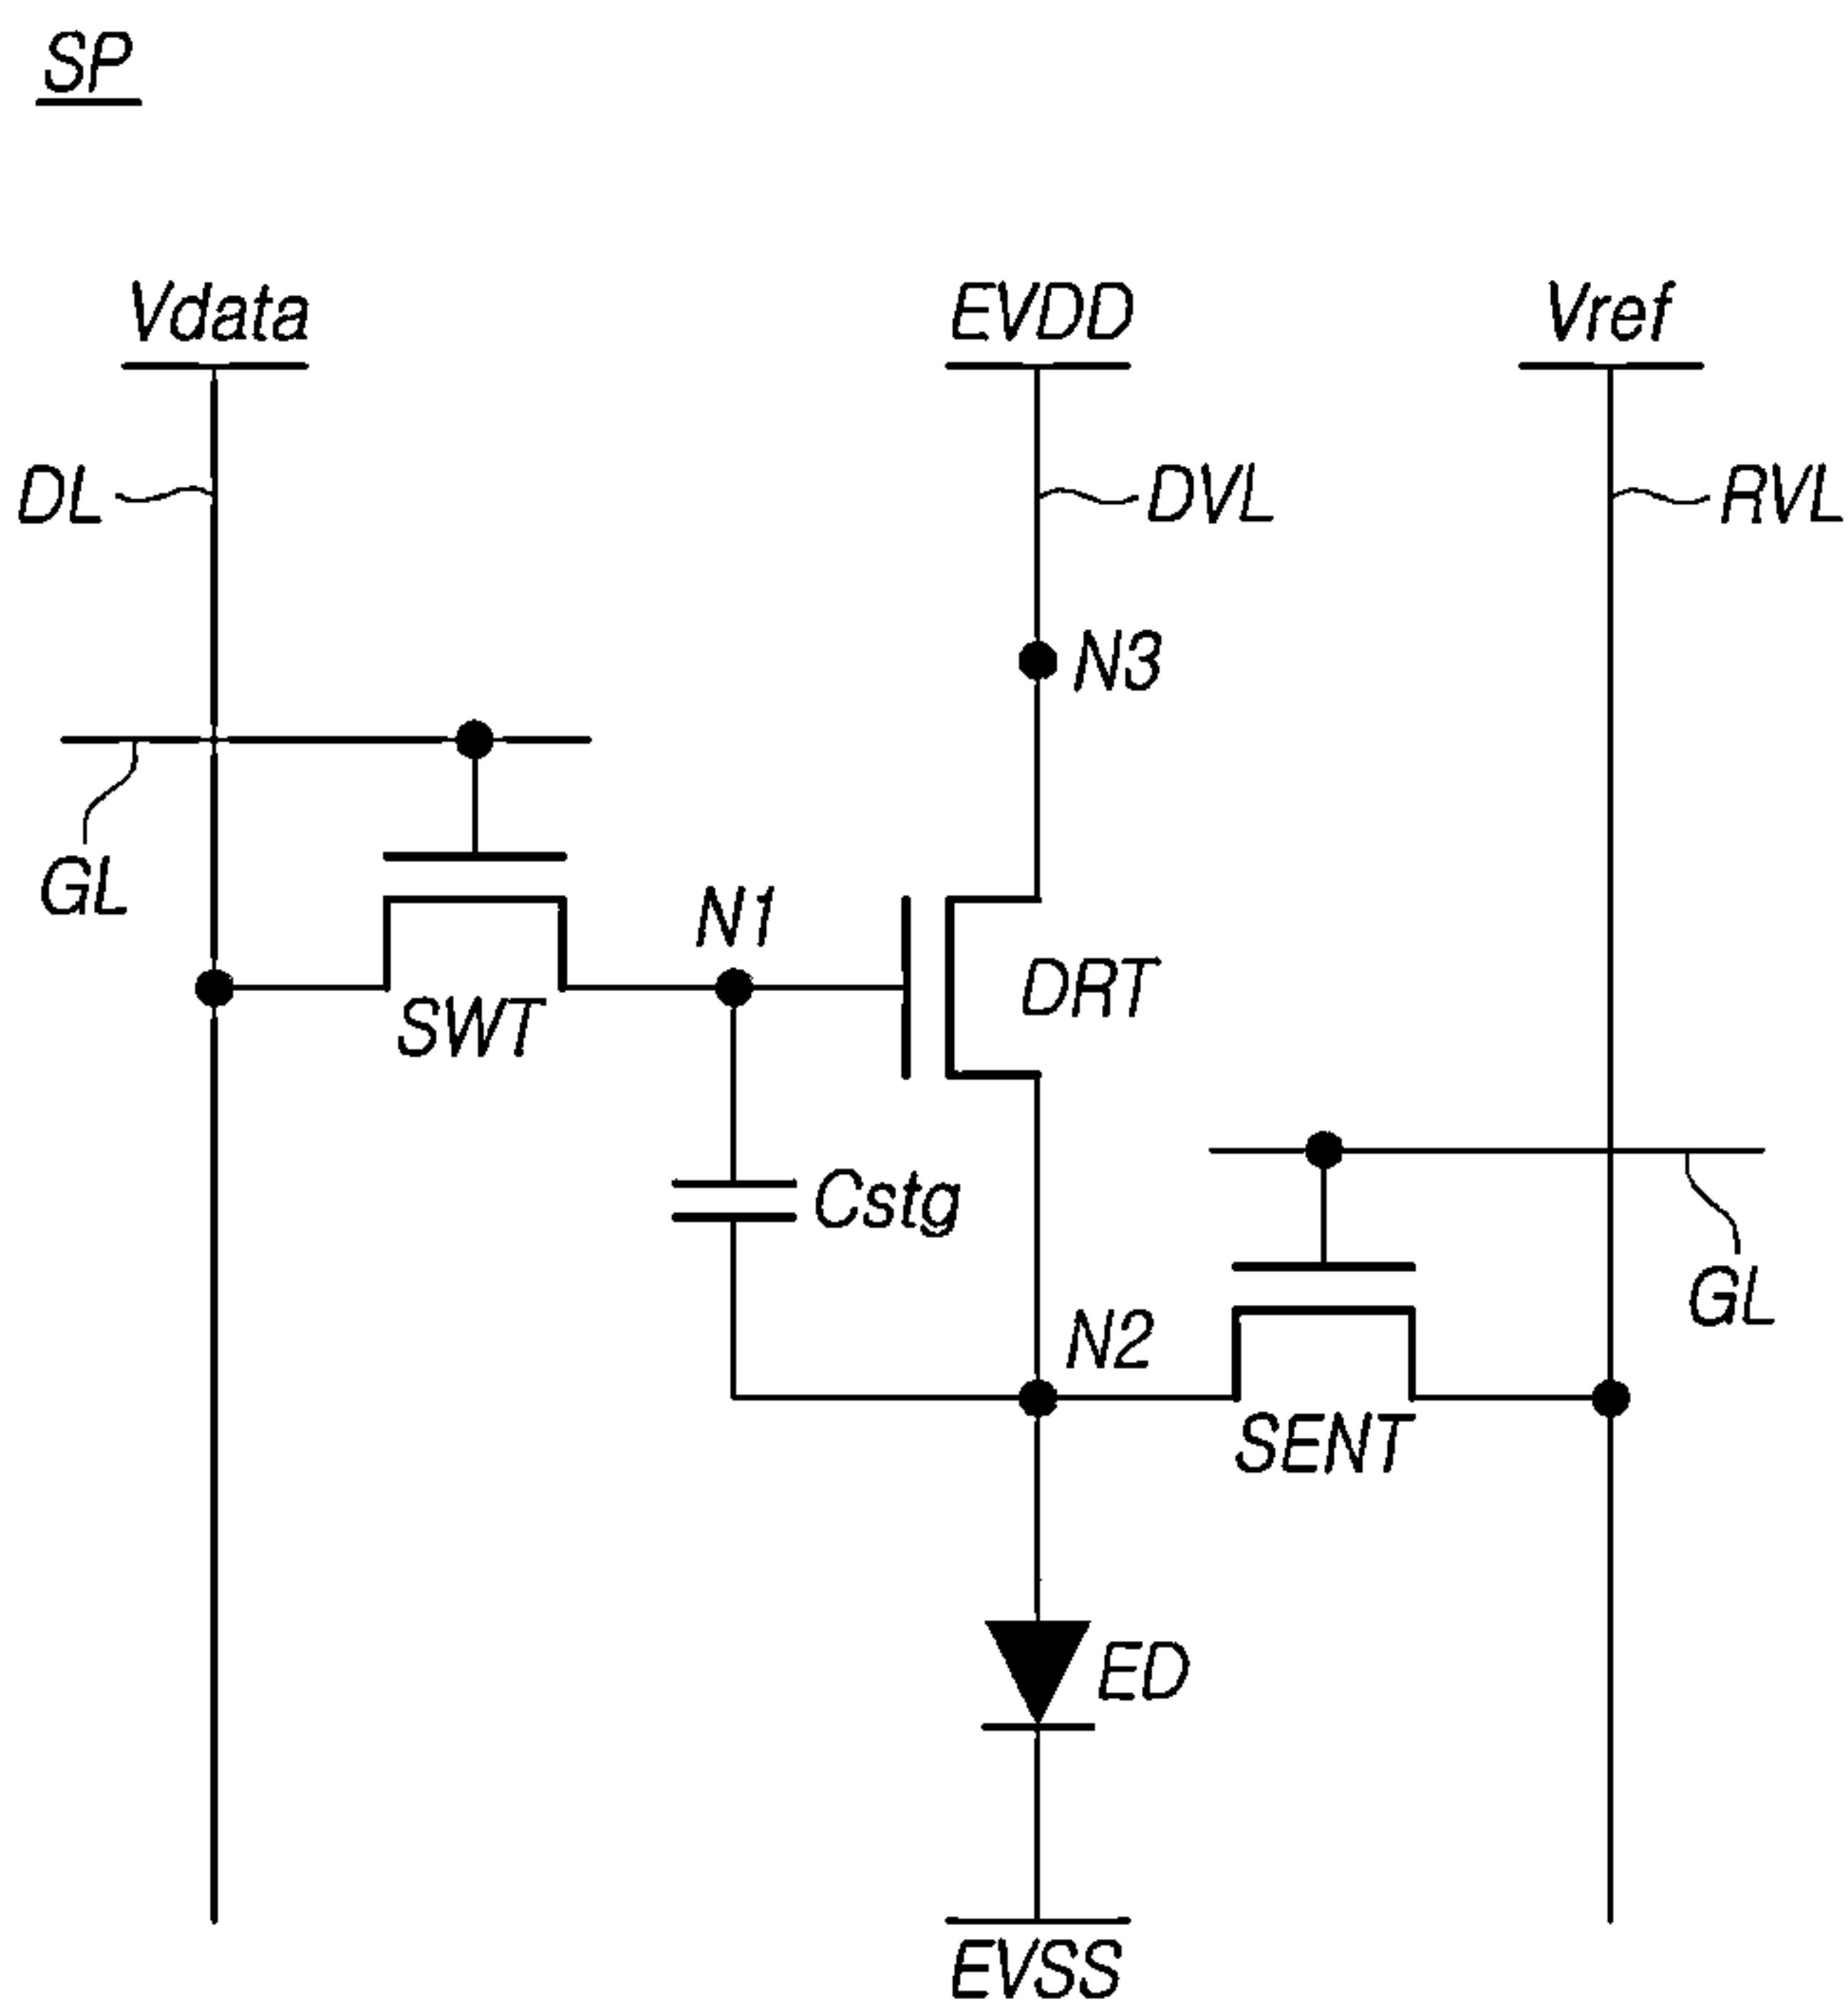 SP
Vdata
EVDD
Vref
DL
DVL
RVL
N3
GL
N1
DRT
SWT
Cstg
GL
N2
SENT
ED
EVSS